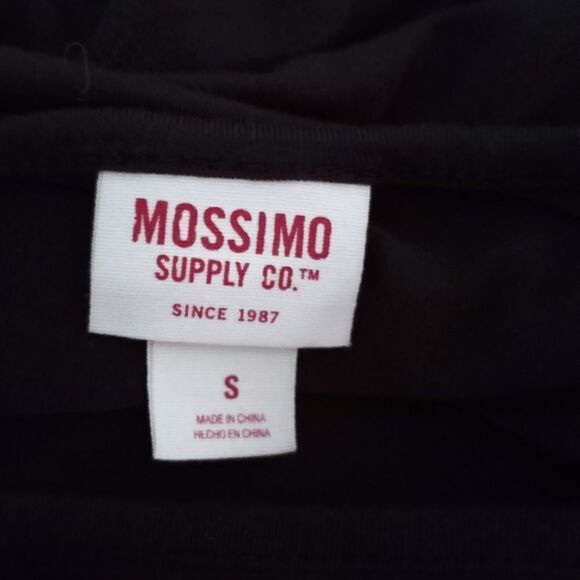 MOSSIMO
SUPPLY CO.™
SINCE 1987
S
MADE IN CHINA
HECHO EN CHINA